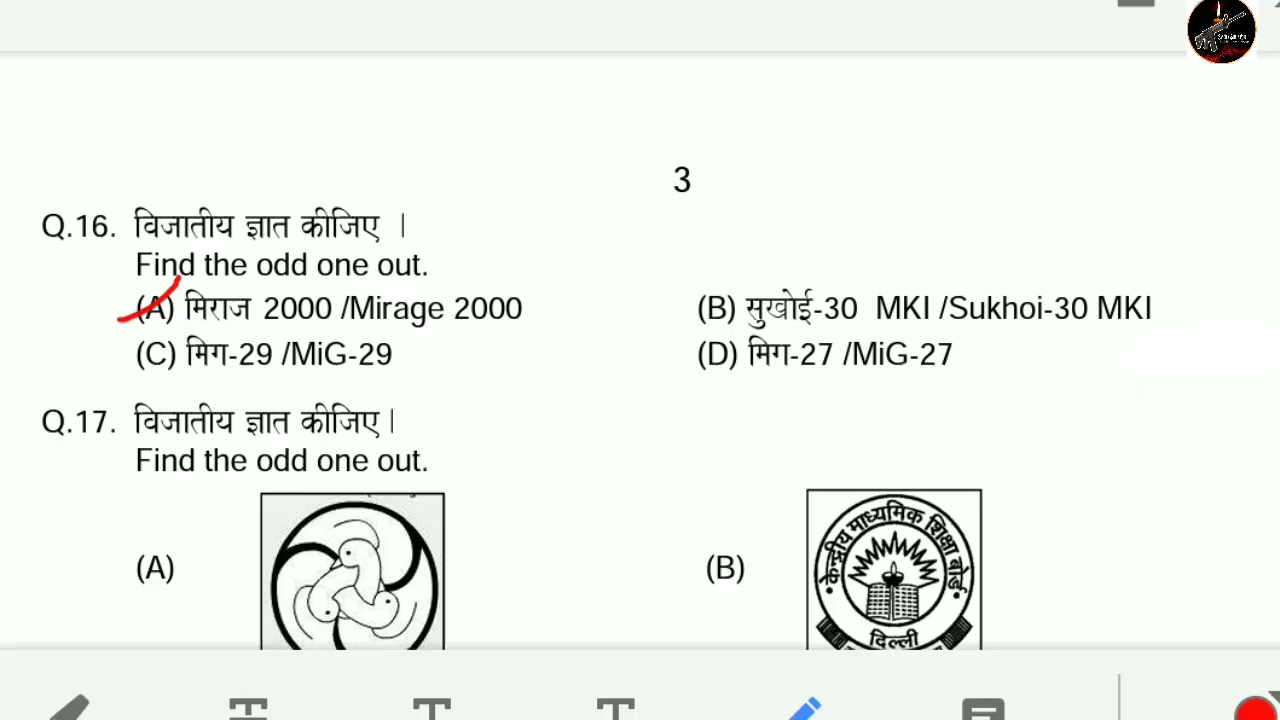 3
Q.16. विजातीय ज्ञात कीजिए ।
Find the odd one out.
(A) मिराज 2000 /Mirage 2000
(B) सुखोई-30 MKI /Sukhoi-30 MKI
(C) मिग-29 /MiG-29
(D) मिग-27 /MiG-27
Q.17. विजातीय ज्ञात कीजिए।
Find the odd one out.
(A)
(B)
केन्द्रीय माध्यमिक शिक्षा बोर्ड
दिल्ली